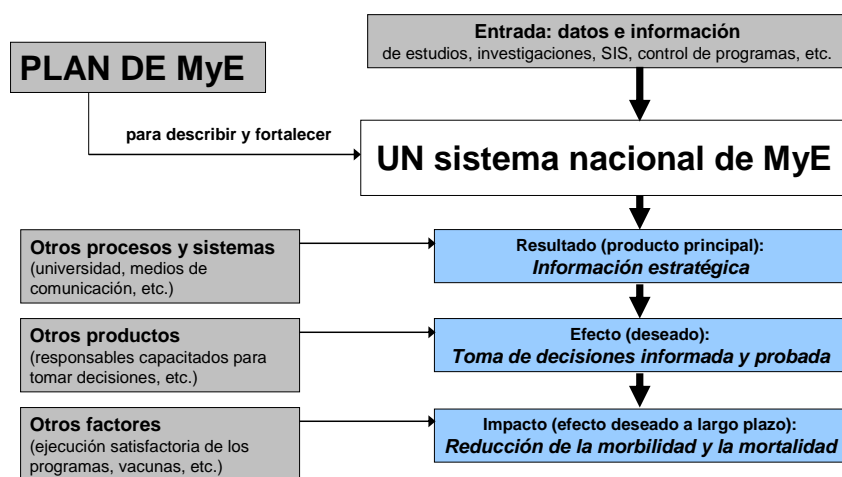 Entrada: datos e información
de estudios, investigaciones, SIS, control de programas, etc.
PLAN DE MyE
para describir y fortalecer
UN sistema nacional de MyE
Otros procesos y sistemas
(universidad, medios de
comunicación, etc.)
Resultado (producto principal):
Información estratégica
Otros productos
(responsables capacitados para
tomar decisiones, etc.)
Efecto (deseado):
Toma de decisiones informada y probada
Otros factores
(ejecución satisfactoria de los
programas, vacunas, etc.)
Impacto (efecto deseado a largo plazo):
Reducción de la morbilidad y la mortalidad